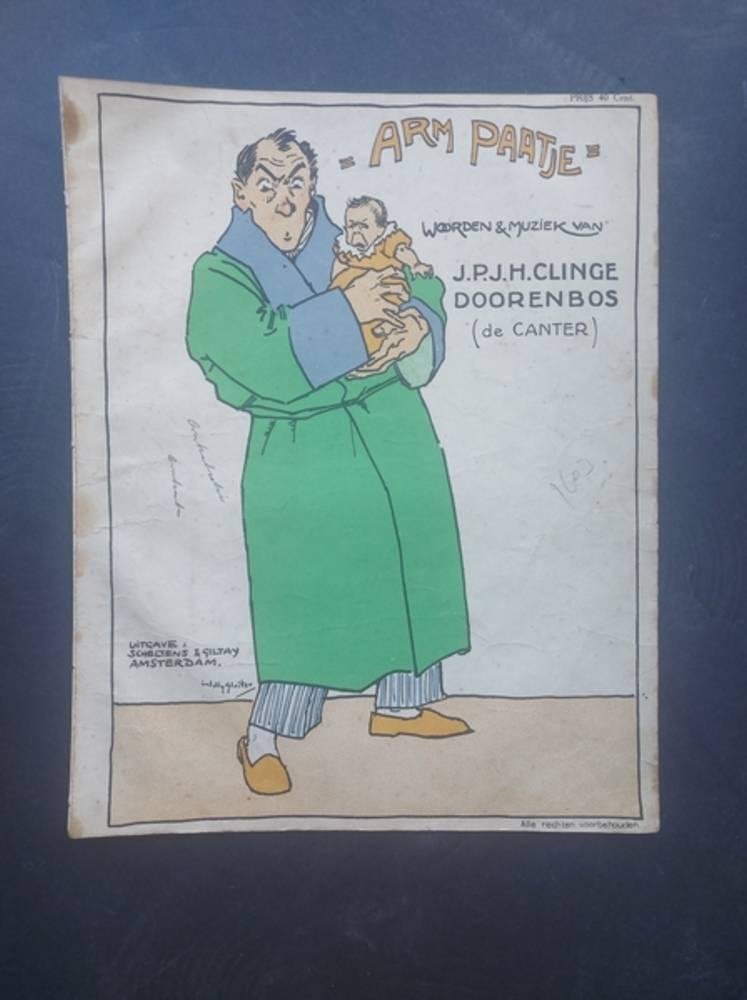 PRIJS 40 Cent.
= ARM PAATJE =
WOORDEN & MUZIEK VAN
J.P.J.H. CLINGE
DOORENBOS
(de CANTER)
UITGAVE :
SCHELTENS & GILTAY
AMSTERDAM.
Alle rechten voorbehouden